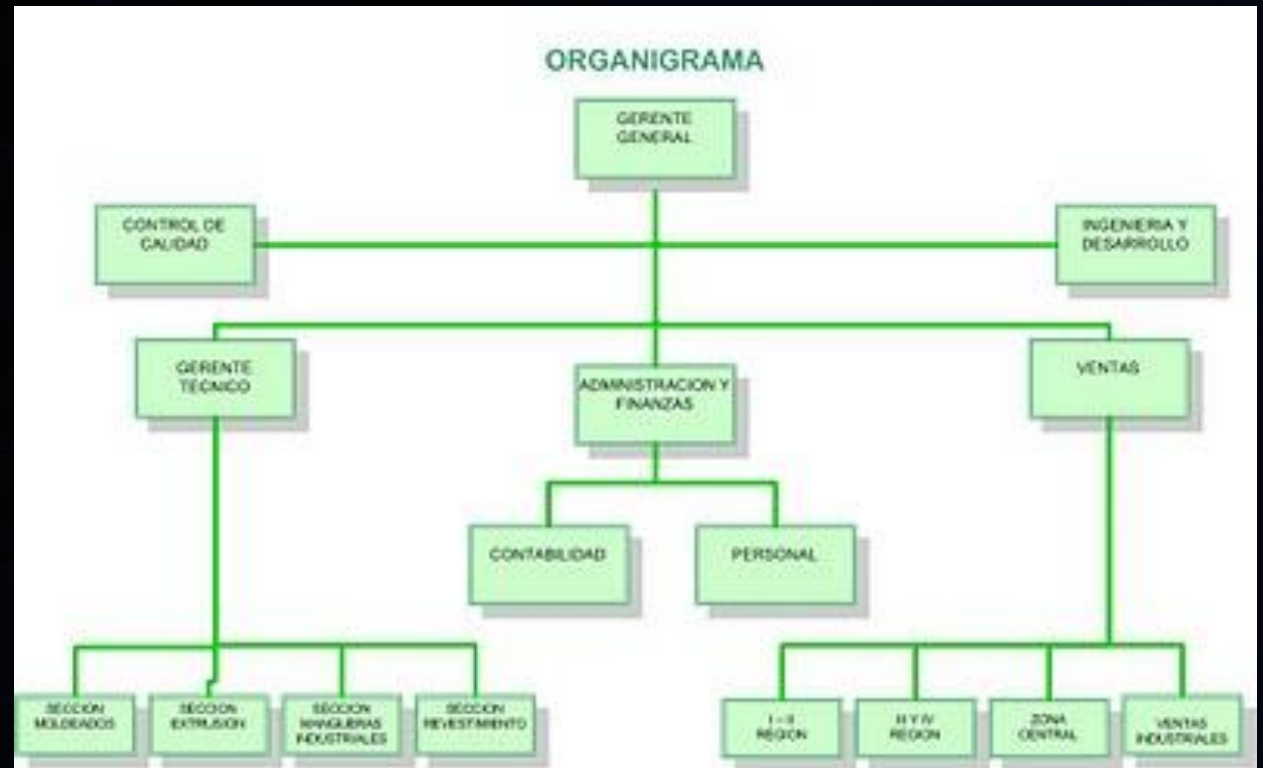 ORGANIGRAMA
GERENTE
GENERAL
CONTROL DE
CALIDAD
INGENIERIA Y
DESARROLLO
GERENTE
TECNICO
ADMINISTRACION Y
FINANZAS
VENTAS
CONTABILIDAD
PERSONAL
SECCION
MOLDEADOS
SECCION
EXTRUSION
SECCION
MANGUERAS
INDUSTRIALES
SECCION
REVESTIMIENTO
I - II
REGION
III Y IV
REGION
ZONA
CENTRAL
VENTAS
INDUSTRIALES